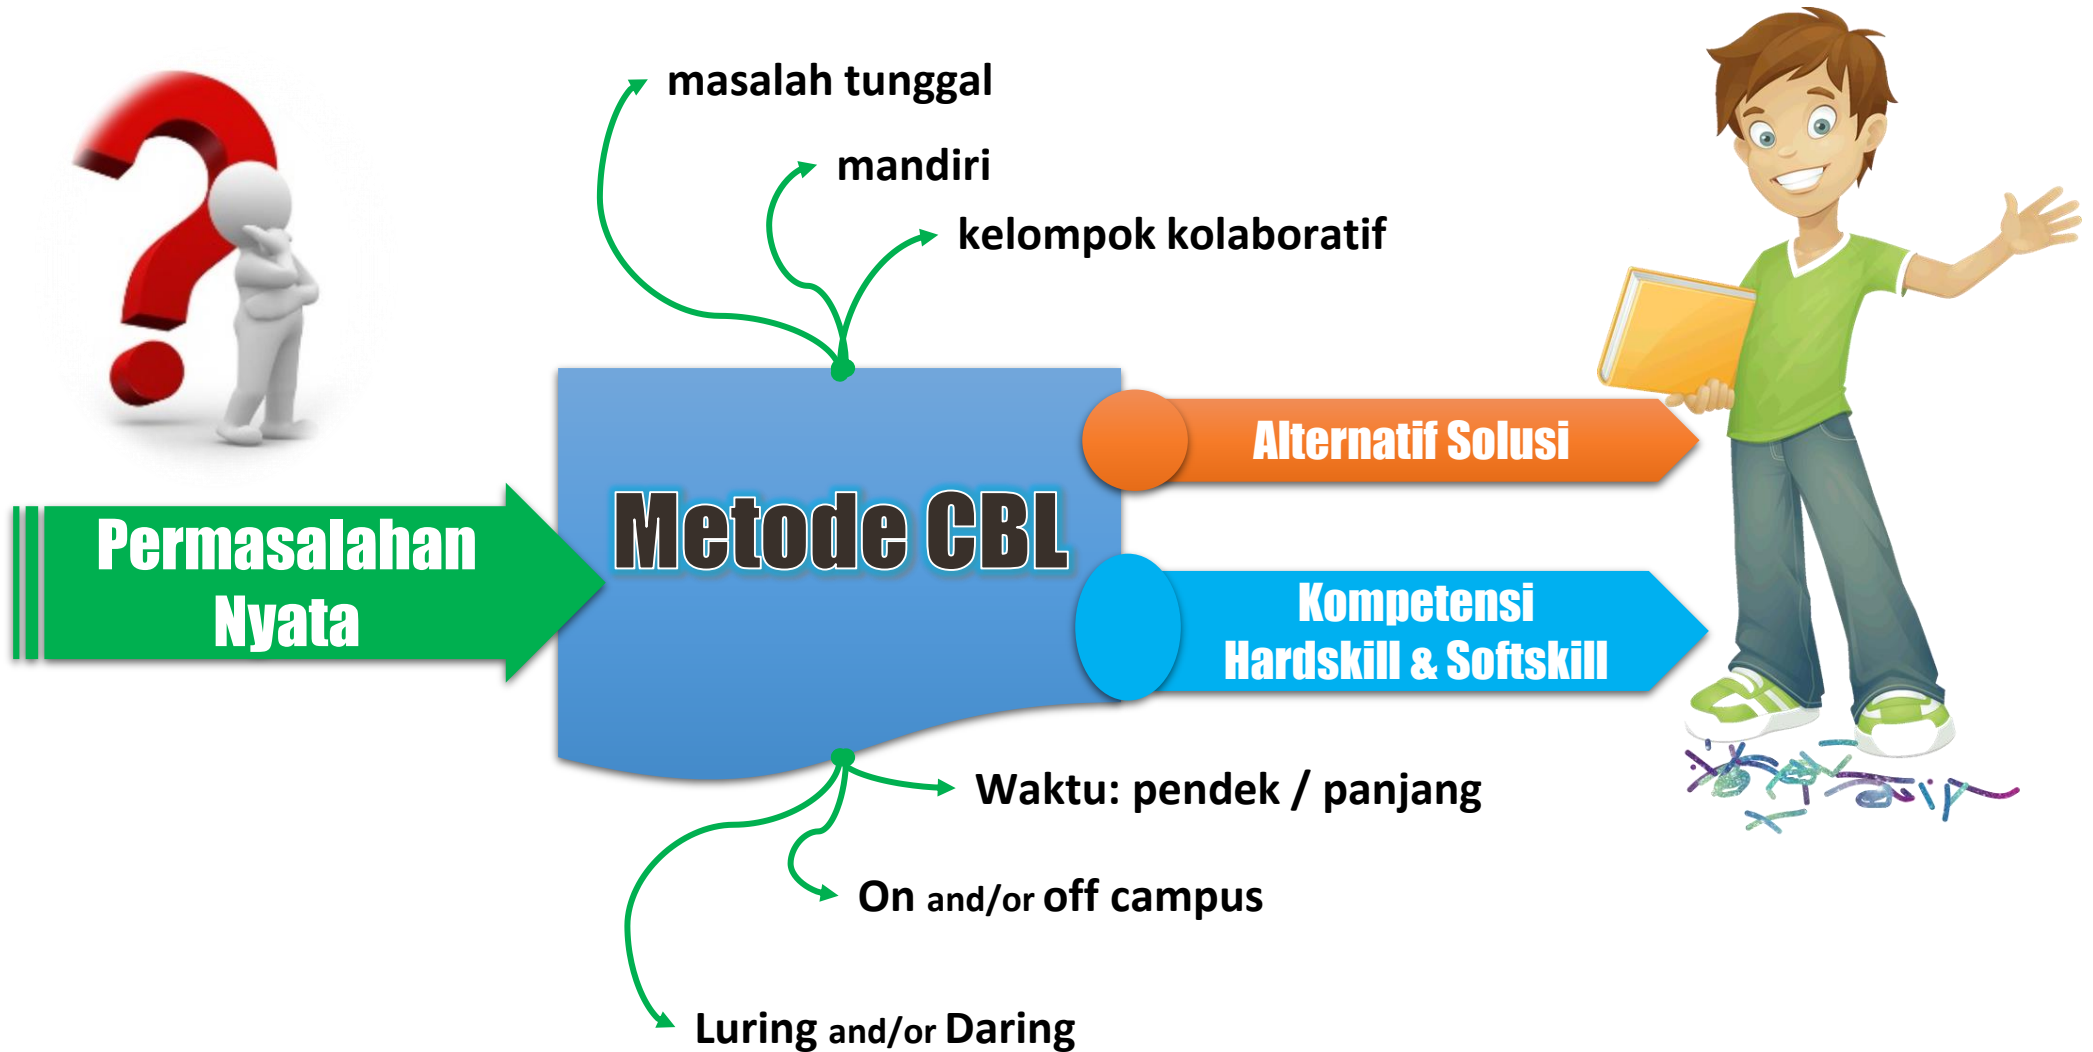 masalah tunggal
mandiri
kelompok kolaboratif
Alternatif Solusi
Metode CBL
Permasalahan
Nyata
Kompetensi
Hardskill & Softskill
Waktu: pendek / panjang
On and/or off campus
Luring and/or Daring